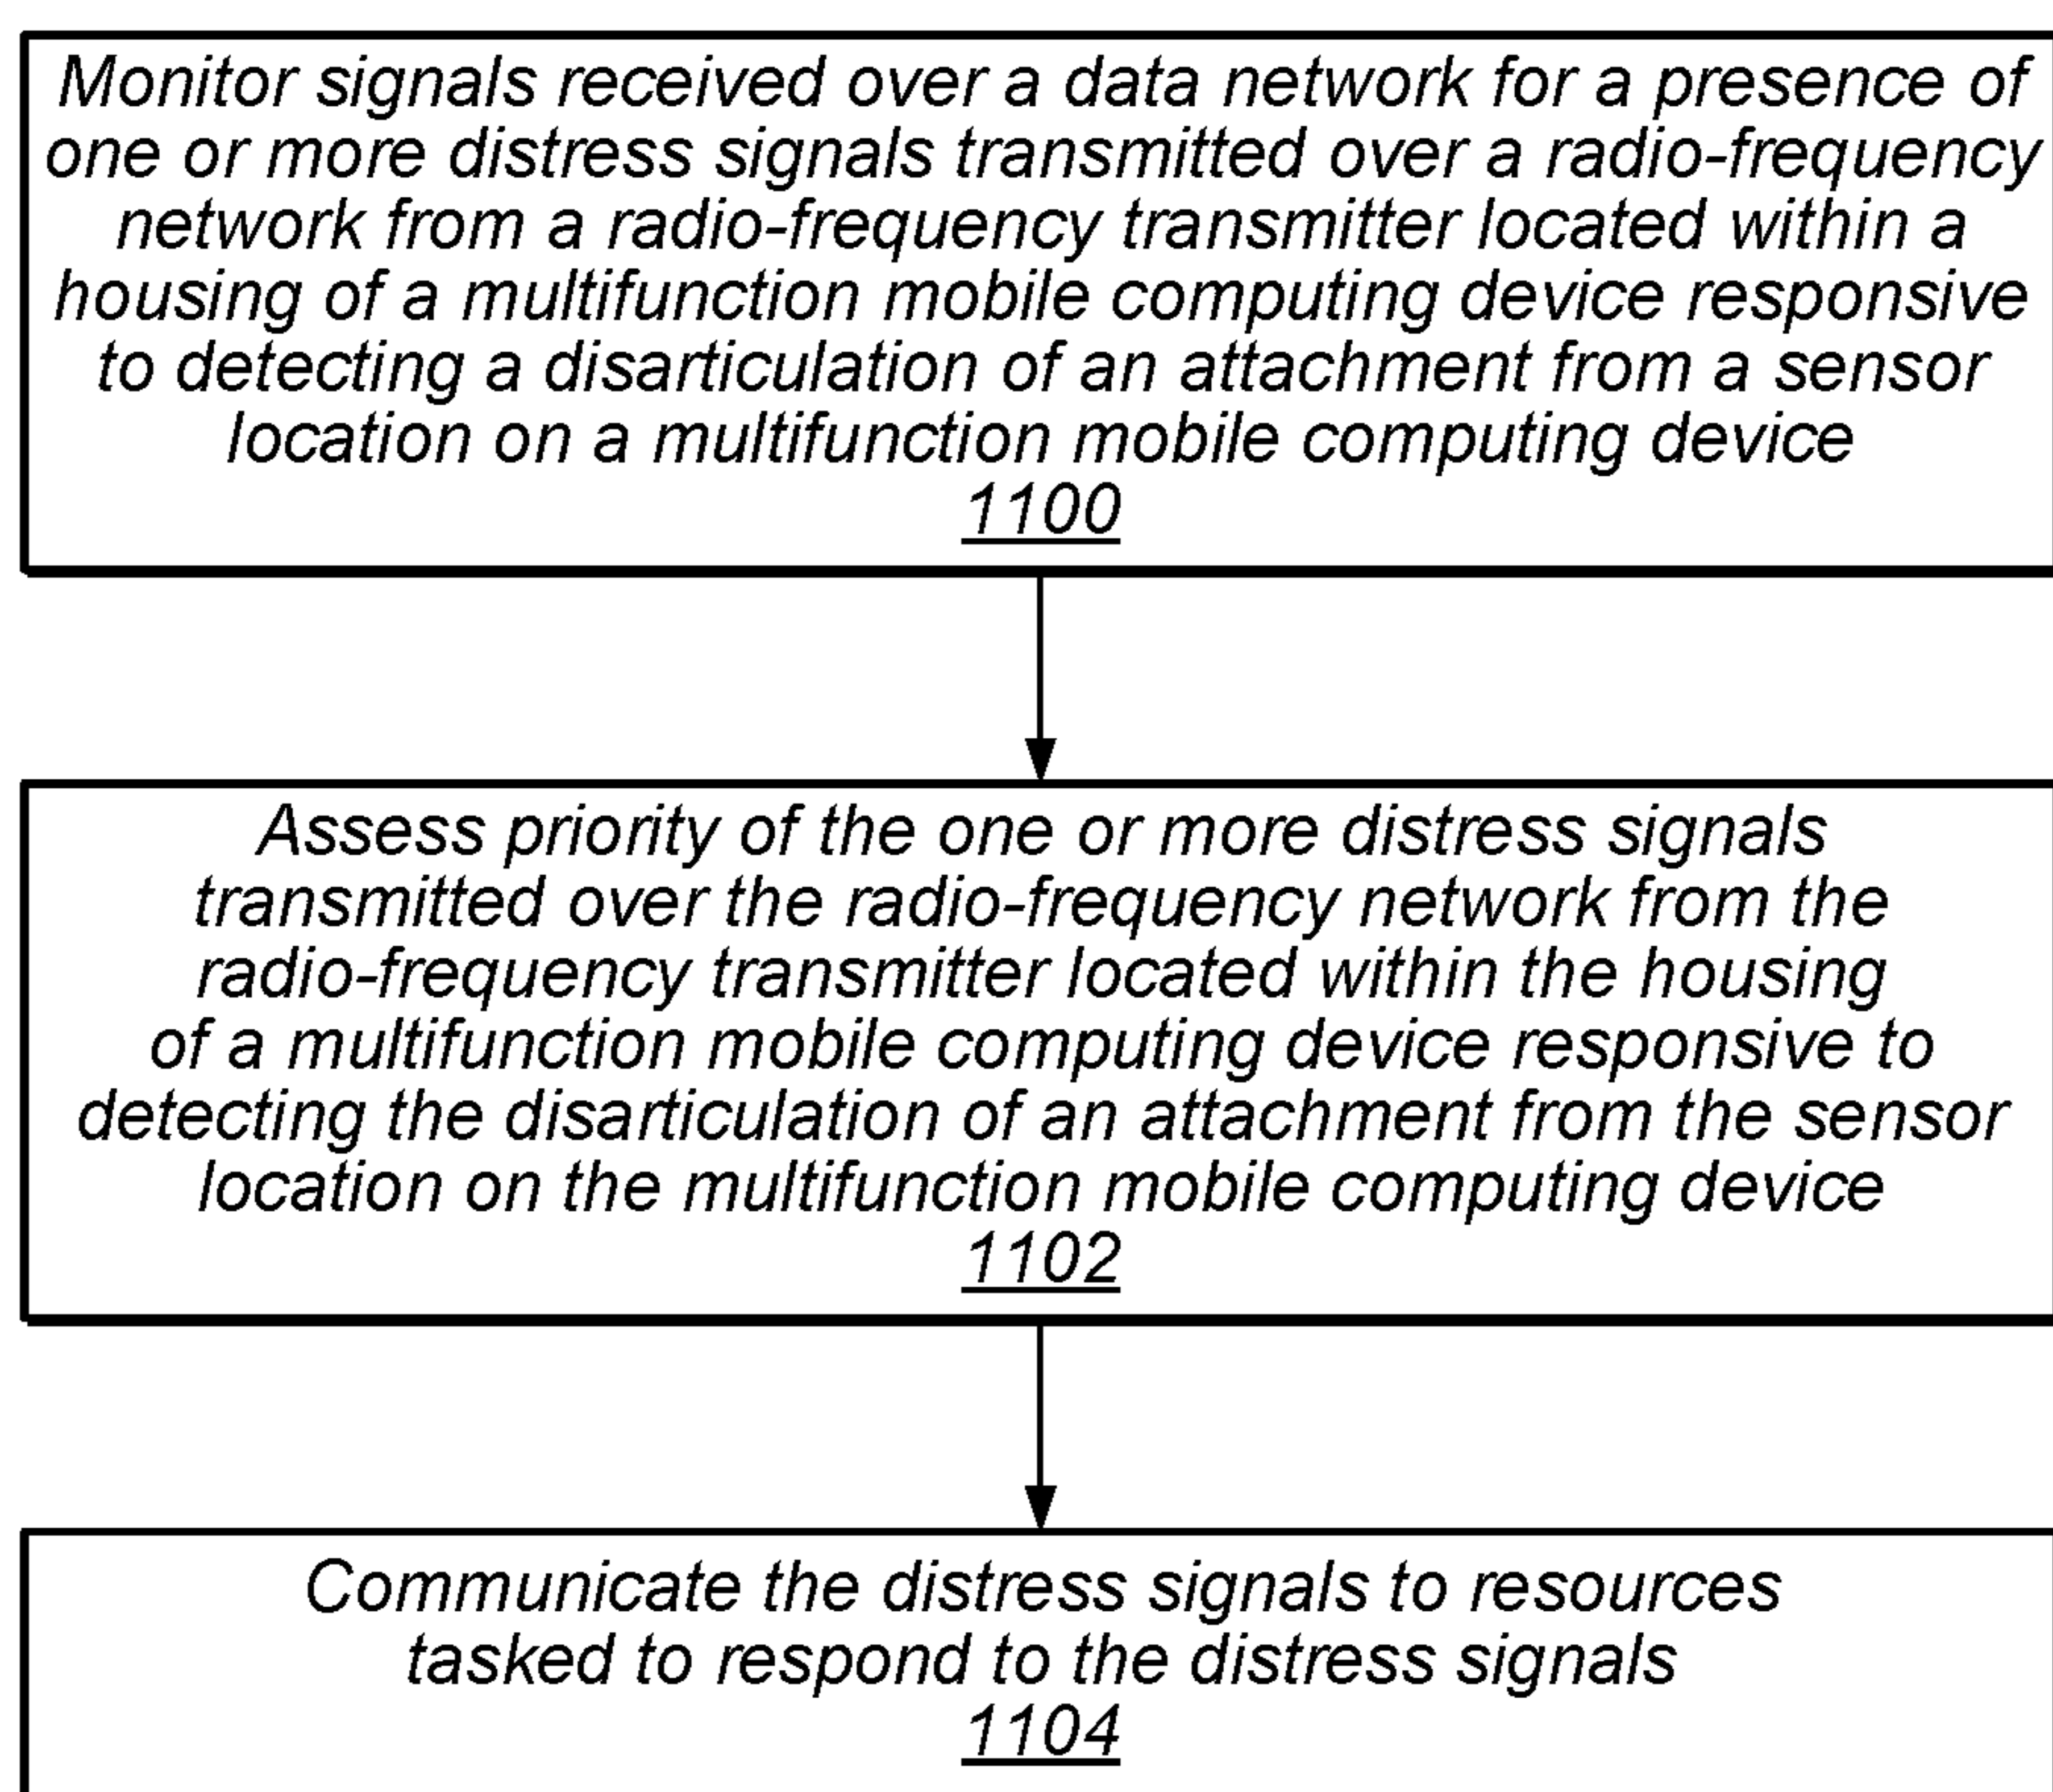 Monitor signals received over a data network for a presence of
one or more distress signals transmitted over a radio-frequency
network from a radio-frequency transmitter located within a
housing of a multifunction mobile computing device responsive
to detecting a disarticulation of an attachment from a sensor
location on a multifunction mobile computing device
1100
Assess priority of the one or more distress signals
transmitted over the radio-frequency network from the
radio-frequency transmitter located within the housing
of a multifunction mobile computing device responsive to
detecting the disarticulation of an attachment from the sensor
location on the multifunction mobile computing device
1102
Communicate the distress signals to resources
tasked to respond to the distress signals
1104